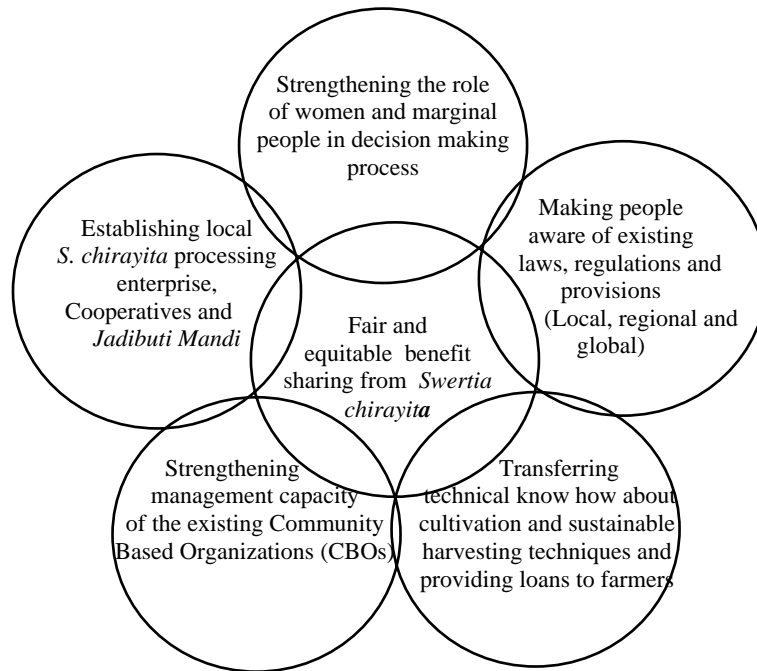 Strengthening the role
of women and marginal
people in decision making
process
Establishing local
S. chirayita processing
enterprise,
Cooperatives and
Jadibuti Mandi
Making people
aware of existing
laws, regulations and
provisions
(Local, regional and
global)
Fair and
equitable benefit
sharing from Swertia
chirayita
Strengthening
management capacity
of the existing Community
Based Organizations (CBOs)
Transferring
technical know how about
cultivation and sustainable
harvesting techniques and
providing loans to farmers